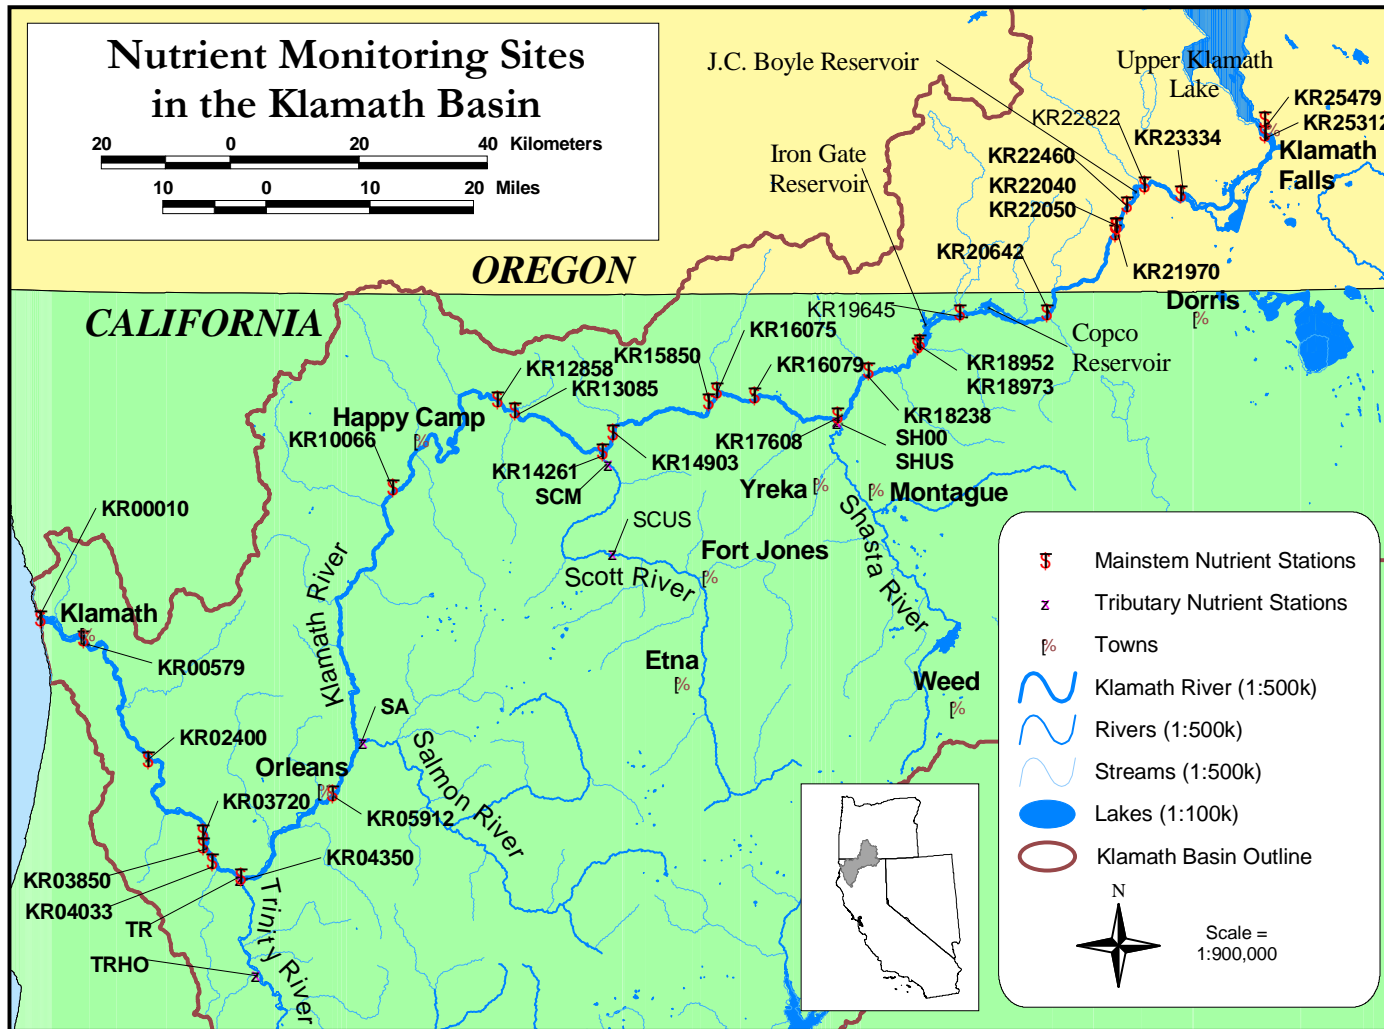 Nutrient Monitoring Sites
in the Klamath Basin
20 0 20 40 Kilometers
10 0 10 20 Miles
J.C. Boyle Reservoir
Upper Klamath
Lake
KR25479
KR25312
Klamath
Falls
KR22822
KR23334
Iron Gate
Reservoir
KR22460
KR22040
KR22050
KR20642
KR21970
OREGON
Dorris
CALIFORNIA
KR19645
Copco
Reservoir
KR16075
KR15850
KR16079
KR12858
KR13085
KR18952
KR18973
KR18238
Happy Camp
KR10066
KR17608
SH00
SHUS
KR14261
SCM
KR14903
Yreka
Montague
KR00010
SCUS
Fort Jones
Scott River
Shasta River
Klamath River
Klamath
KR00579
Etna
Weed
SA
Salmon River
KR02400
Orleans
KR03720
KR05912
KR04350
KR03850
KR04033
TR
TRHO
Trinity River
Mainstem Nutrient Stations
Tributary Nutrient Stations
Towns
Klamath River (1:500k)
Rivers (1:500k)
Streams (1:500k)
Lakes (1:100k)
Klamath Basin Outline
N
Scale =
1:900,000